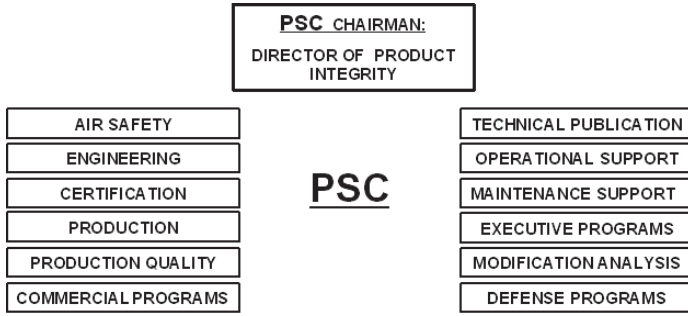 PSC CHAIRMAN:
DIRECTOR OF PRODUCT
INTEGRITY
AIR SAFETY
ENGINEERING
CERTIFICATION
PRODUCTION
PRODUCTION QUALITY
COMMERCIAL PROGRAMS
PSC
TECHNICAL PUBLICATION
OPERATIONAL SUPPORT
MAINTENANCE SUPPORT
EXECUTIVE PROGRAMS
MODIFICATION ANALYSIS
DEFENSE PROGRAMS